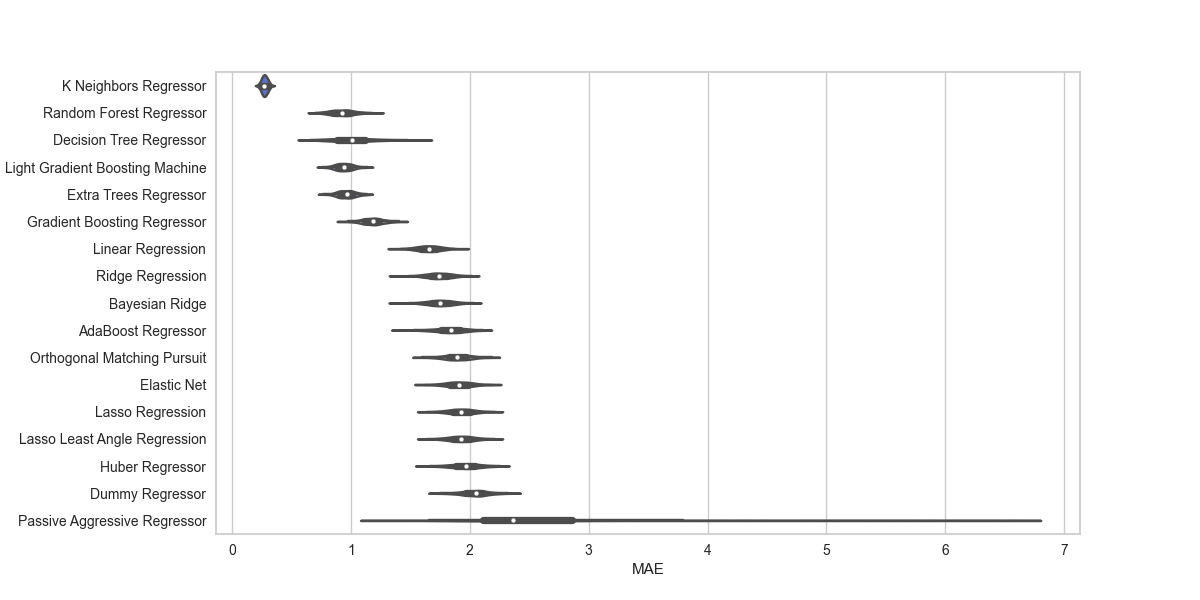 K Neighbors Regressor
Random Forest Regressor
Decision Tree Regressor
Light Gradient Boosting Machine
Extra Trees Regressor
Gradient Boosting Regressor
Linear Regression
Ridge Regression
Bayesian Ridge
AdaBoost Regressor
Orthogonal Matching Pursuit
Elastic Net
Lasso Regression
Lasso Least Angle Regression
Huber Regressor
Dummy Regressor
Passive Aggressive Regressor
0 1 2 3 4 5 6 7
MAE